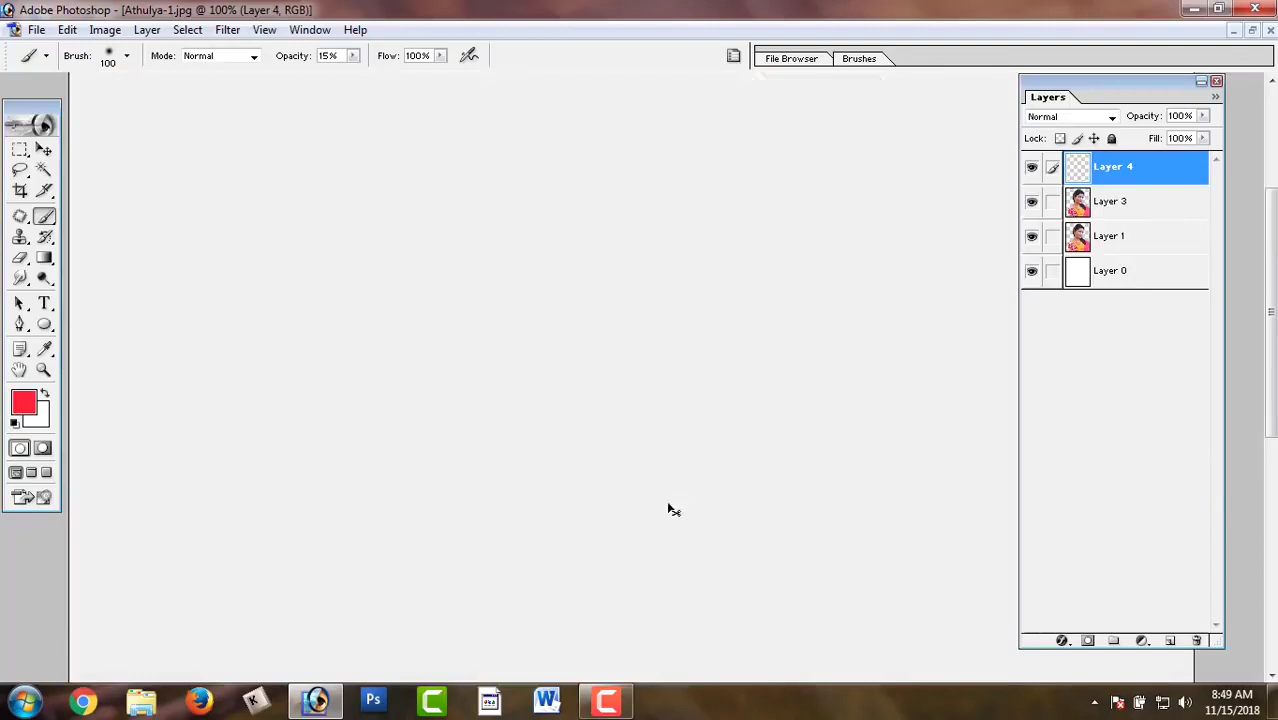 Adobe Photoshop - [Athulya-1.jpg @ 100% (Layer 4, RGB)]
File Edit Image Layer Select Filter View Window Help
Brush: 100 Mode: Normal Opacity: 15% Flow: 100% File Browser Brushes
Layers
Normal Opacity: 100%
Lock: Fill: 100%
Layer 4
Layer 3
Layer 1
Layer 0
T
K Ps C W C
8:49 AM
11/15/2018